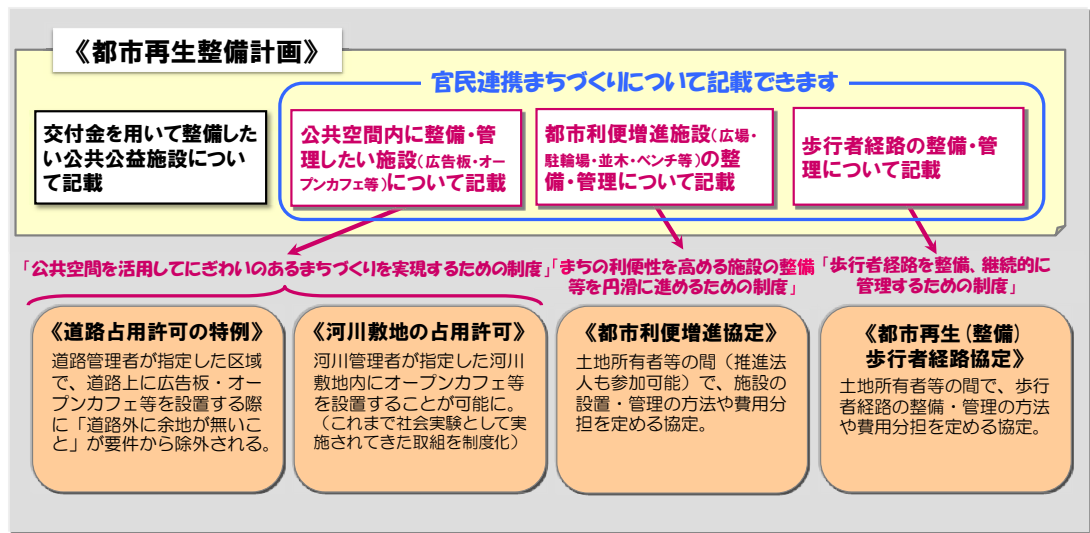 《都市再生整備計画》
官民連携まちづくりについて記載できます
交付金を用いて整備した
い公共公益施設につい
て記載
公共空間内に整備・管
理したい施設(広告板・オー
プンカフェ等)について記載
都市利便増進施設(広場・
駐輪場・並木・ベンチ等)の整
備・管理について記載
歩行者経路の整備・管
理について記載
「公共空間を活用してにぎわいのあるまちづくりを実現するための制度」
「まちの利便性を高める施設の整備
等を円滑に進めるための制度」
「歩行者経路を整備、継続的に
管理するための制度」
《道路占用許可の特例》
道路管理者が指定した区域
で、道路上に広告板・オー
プンカフェ等を設置する際
に「道路外に余地が無いこ
と」が要件から除外される。
《河川敷地の占用許可》
河川管理者が指定した河川
敷地内にオープンカフェ等
を設置することが可能に。
(これまで社会実験として実
施されてきた取組を制度化)
《都市利便増進協定》
土地所有者等の間(推進法
人も参加可能)で、施設の
設置・管理の方法や費用分
担を定める協定。
《都市再生(整備)
歩行者経路協定》
土地所有者等の間で、歩行
者経路の整備・管理の方法
や費用分担を定める協定。